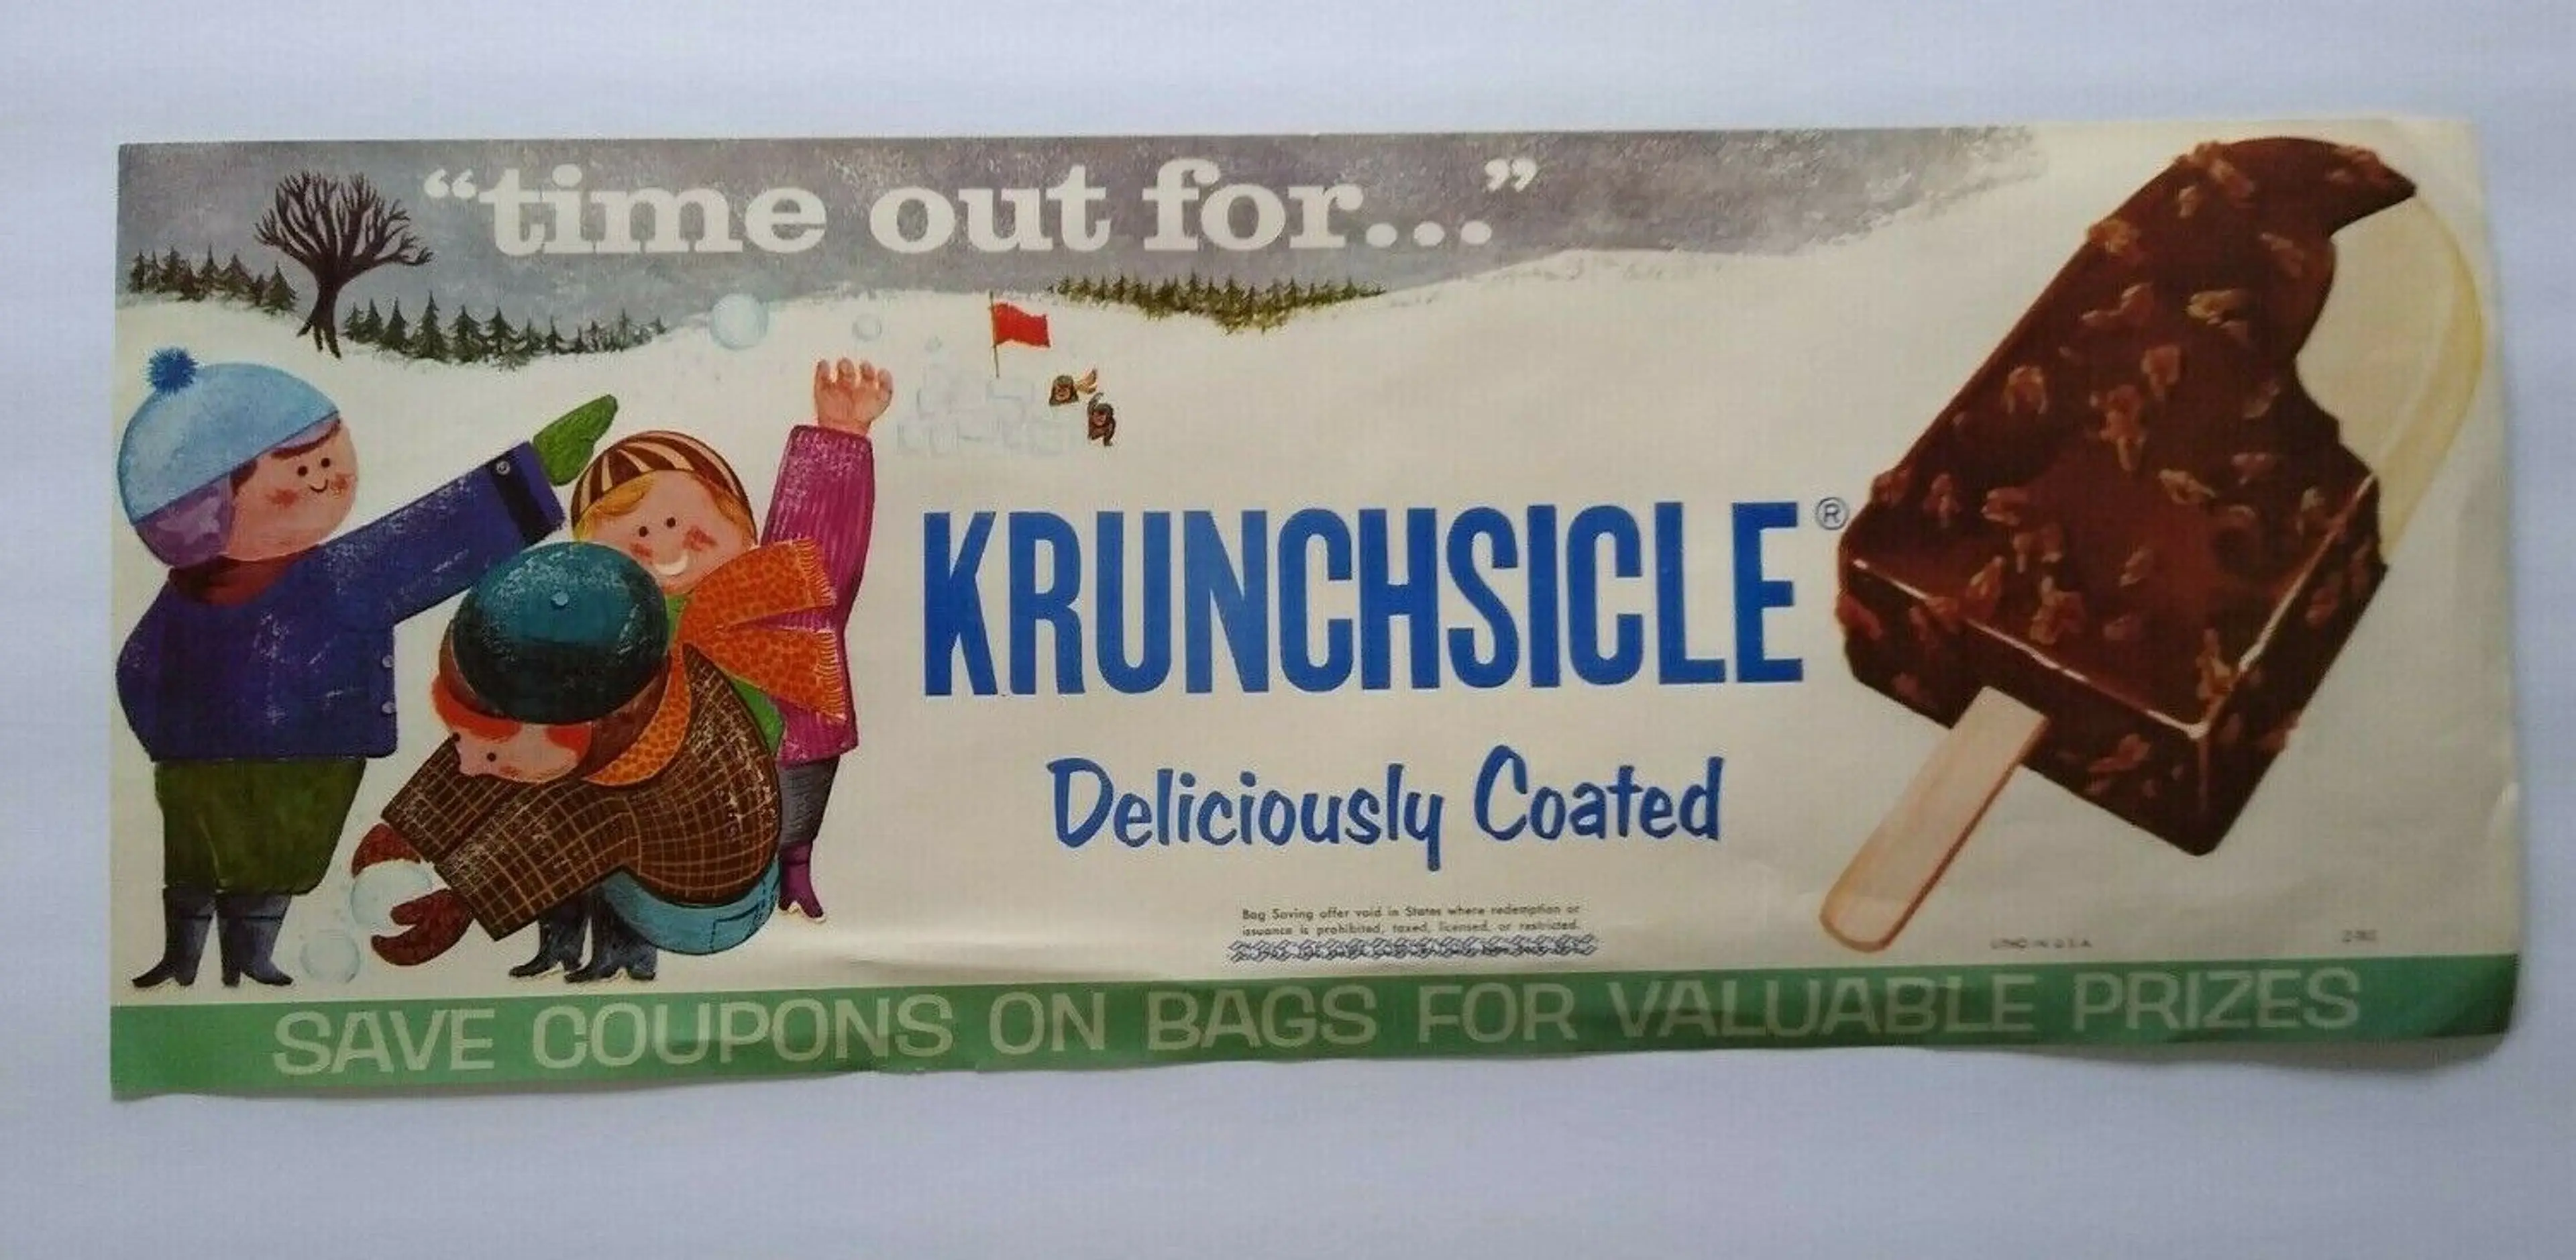 “time out for...”
KRUNCHSICLE®
Deliciously Coated
Bag Saving offer void in States where redemption or
issuance is prohibited, taxed, licensed, or restricted.
LITHO IN U.S.A.
SAVE COUPONS ON BAGS FOR VALUABLE PRIZES